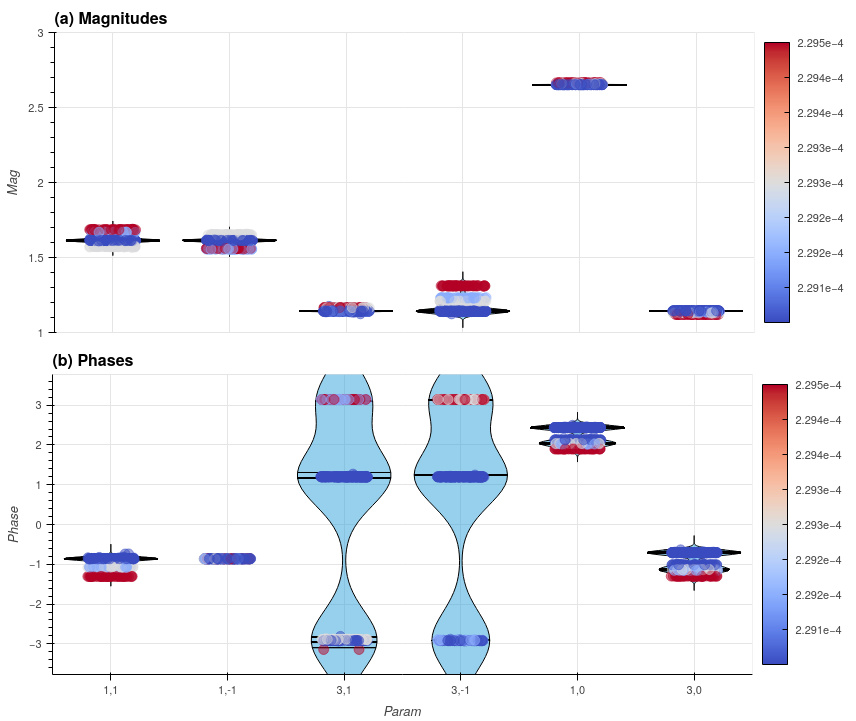 (a) Magnitudes
Mag
3
2.5
2
1.5
1
2.295e-4
2.294e-4
2.294e-4
2.293e-4
2.293e-4
2.292e-4
2.292e-4
2.291e-4
(b) Phases
Phase
3
2
1
0
−1
−2
−3
1,1
1,-1
3,1
3,-1
1,0
3,0
Param
2.295e-4
2.294e-4
2.294e-4
2.293e-4
2.293e-4
2.292e-4
2.292e-4
2.291e-4